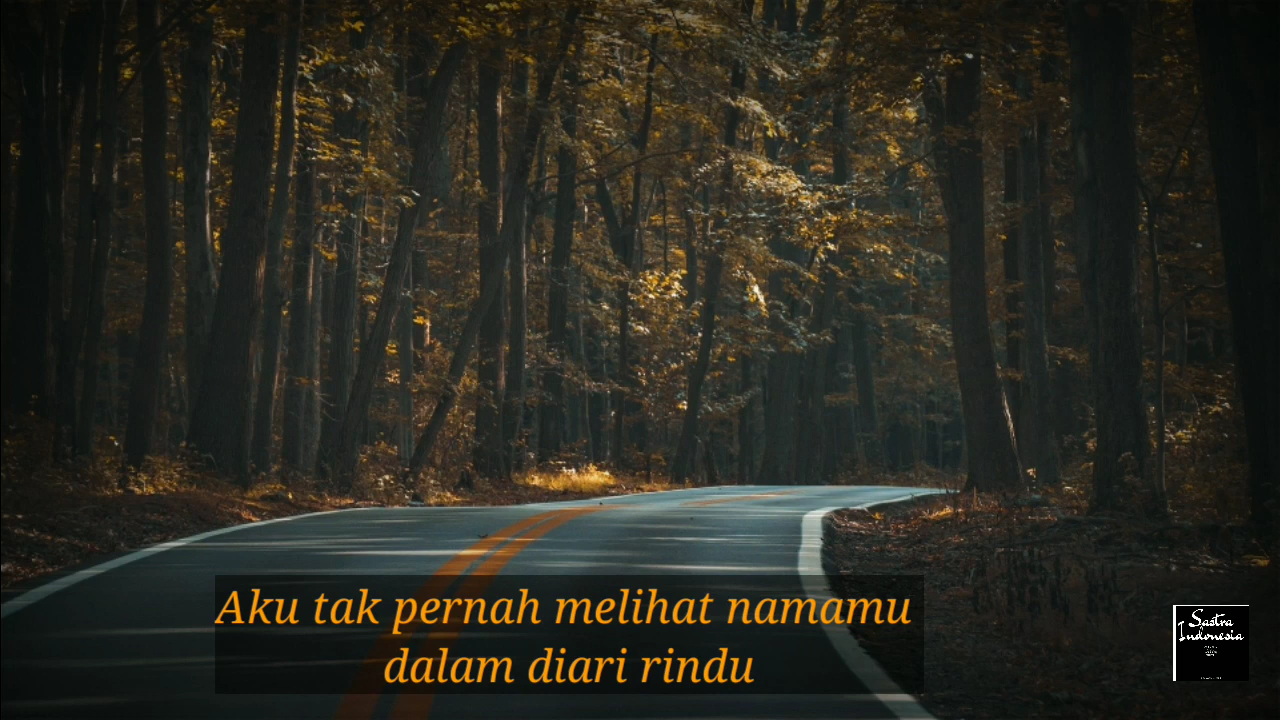 Aku tak pernah melihat namamu
dalam diari rindu
Sastra
Indonesia